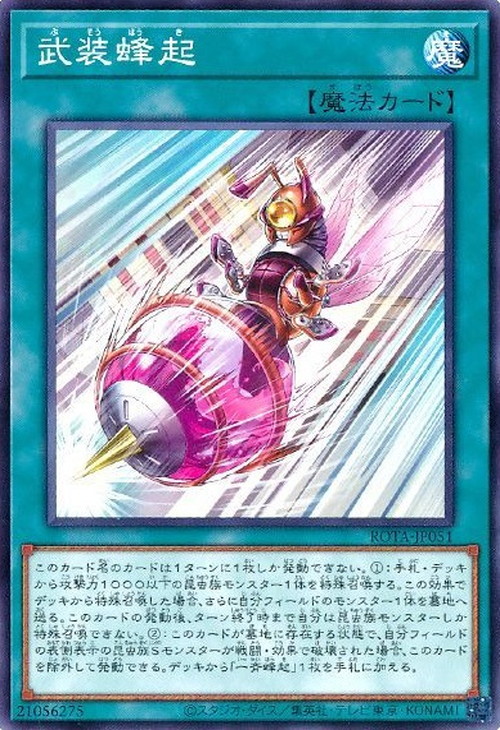 武装蜂起
魔
【魔法カード】
ROTA-JP051
このカード名のカードは1ターンに1枚しか発動できない。①：手札・デッキ
から攻撃力1000以下の昆虫族モンスター1体を特殊召喚する。この効果で
デッキから特殊召喚した場合、さらに自分フィールドのモンスター1体を墓地へ
送る。このカードの発動後、ターン終了時まで自分は昆虫族モンスターしか
特殊召喚できない。②：このカードが墓地に存在する状態で、自分フィールド
の表側表示の昆虫族Sモンスターが戦闘・効果で破壊された場合、このカード
を除外して発動できる。デッキから「一斉蜂起」1枚を手札に加える。
21056275
©スタジオ・ダイス／集英社・テレビ東京・KONAMI